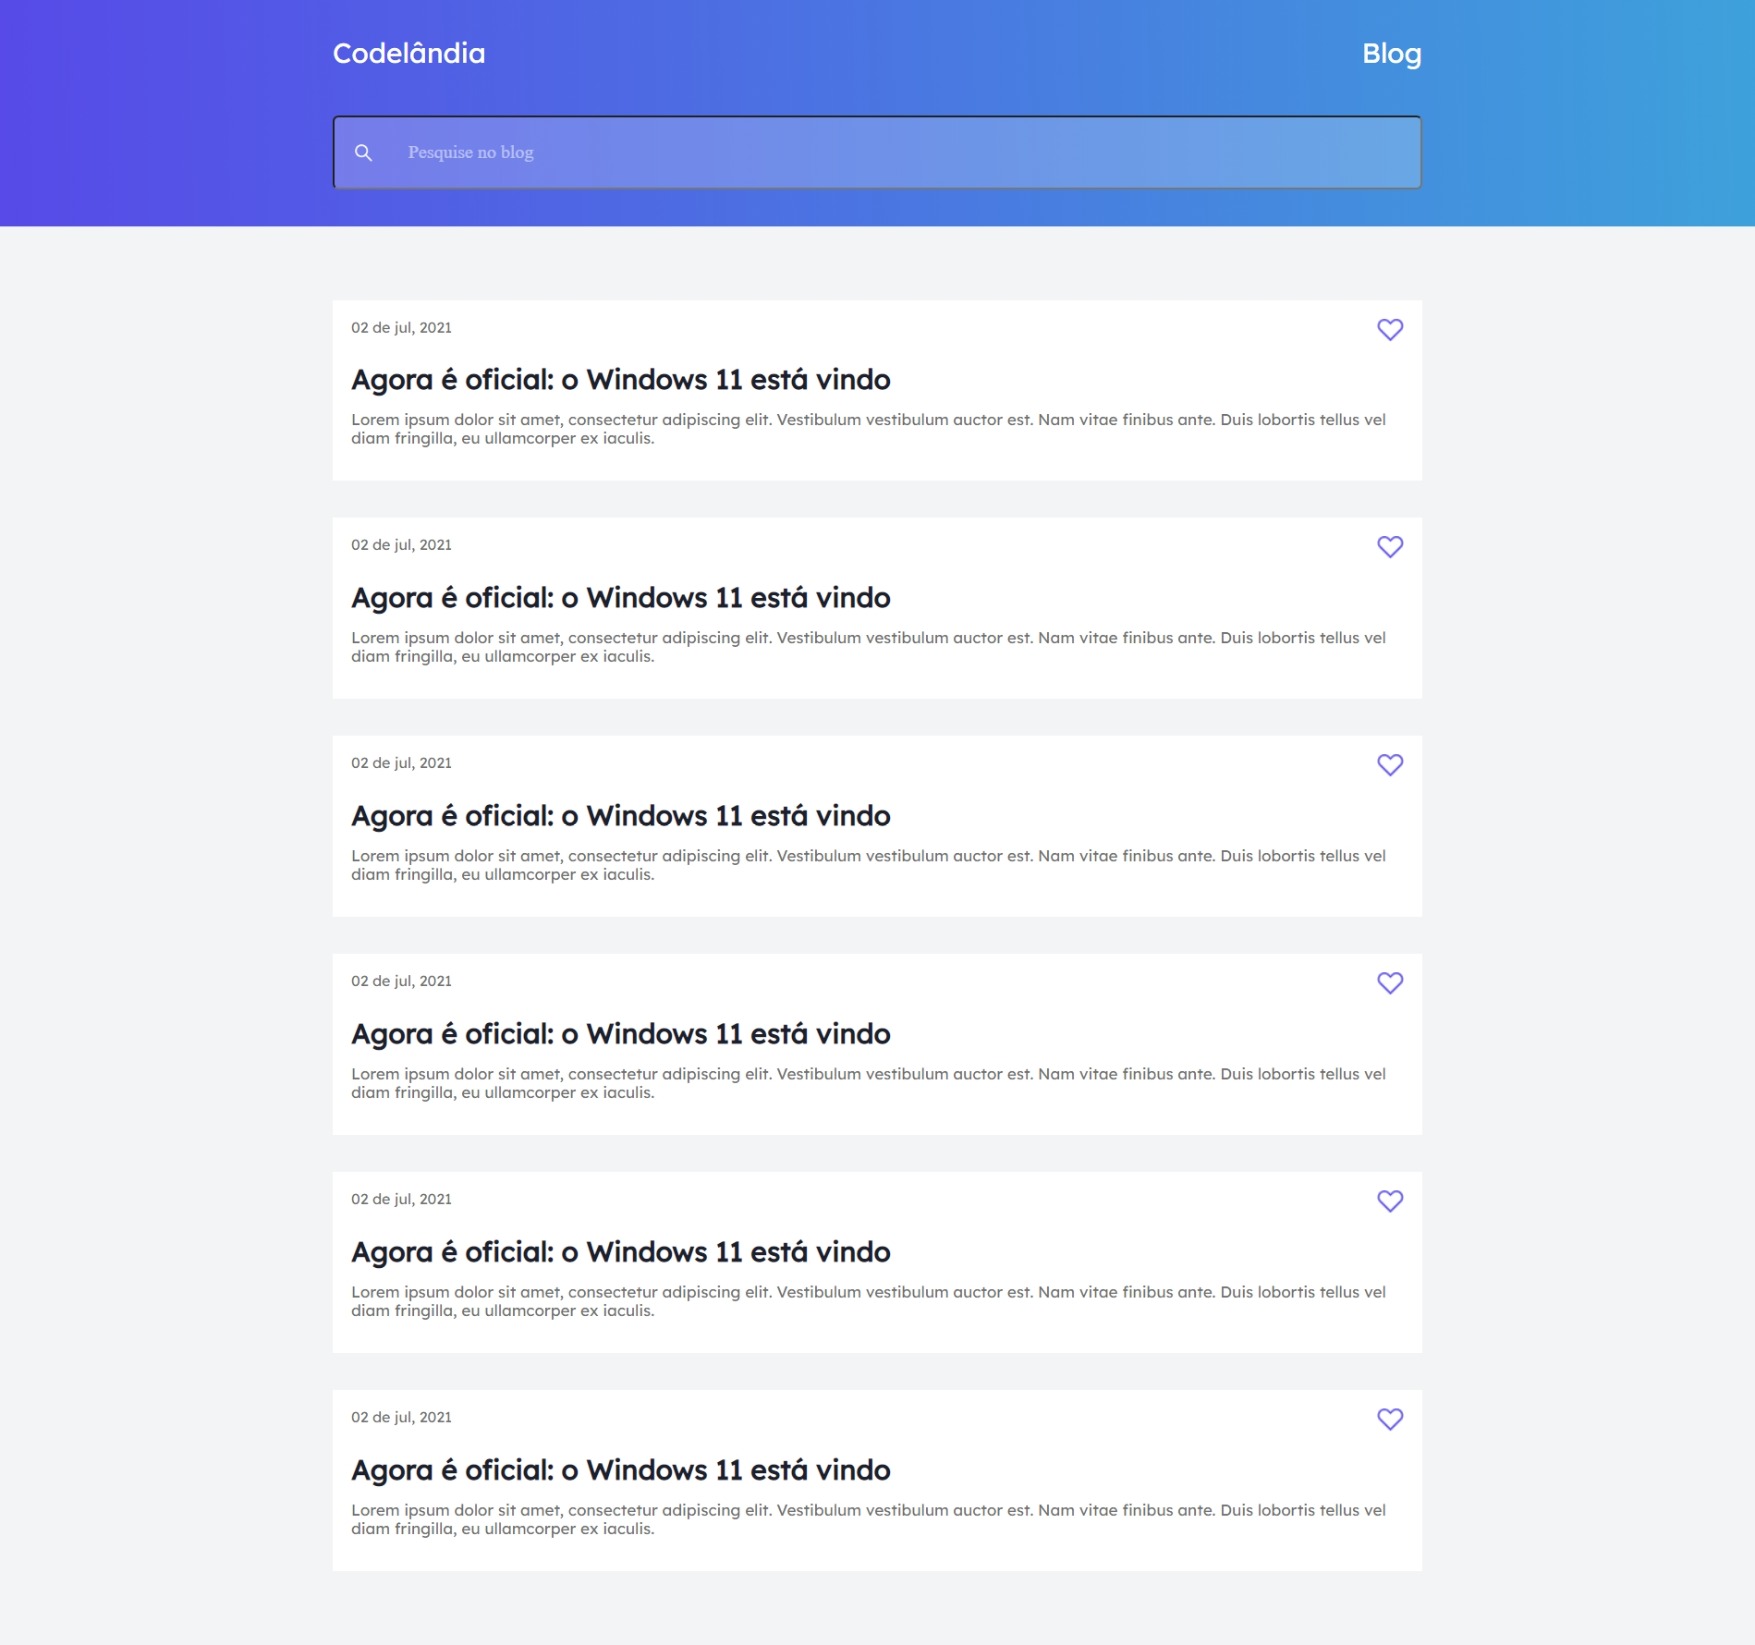 Codelândia
Blog
Pesquise no blog
02 de jul, 2021
Agora é oficial: o Windows 11 está vindo
Lorem ipsum dolor sit amet, consectetur adipiscing elit. Vestibulum vestibulum auctor est. Nam vitae finibus ante. Duis lobortis tellus vel
diam fringilla, eu ullamcorper ex iaculis.
02 de jul, 2021
Agora é oficial: o Windows 11 está vindo
Lorem ipsum dolor sit amet, consectetur adipiscing elit. Vestibulum vestibulum auctor est. Nam vitae finibus ante. Duis lobortis tellus vel
diam fringilla, eu ullamcorper ex iaculis.
02 de jul, 2021
Agora é oficial: o Windows 11 está vindo
Lorem ipsum dolor sit amet, consectetur adipiscing elit. Vestibulum vestibulum auctor est. Nam vitae finibus ante. Duis lobortis tellus vel
diam fringilla, eu ullamcorper ex iaculis.
02 de jul, 2021
Agora é oficial: o Windows 11 está vindo
Lorem ipsum dolor sit amet, consectetur adipiscing elit. Vestibulum vestibulum auctor est. Nam vitae finibus ante. Duis lobortis tellus vel
diam fringilla, eu ullamcorper ex iaculis.
02 de jul, 2021
Agora é oficial: o Windows 11 está vindo
Lorem ipsum dolor sit amet, consectetur adipiscing elit. Vestibulum vestibulum auctor est. Nam vitae finibus ante. Duis lobortis tellus vel
diam fringilla, eu ullamcorper ex iaculis.
02 de jul, 2021
Agora é oficial: o Windows 11 está vindo
Lorem ipsum dolor sit amet, consectetur adipiscing elit. Vestibulum vestibulum auctor est. Nam vitae finibus ante. Duis lobortis tellus vel
diam fringilla, eu ullamcorper ex iaculis.